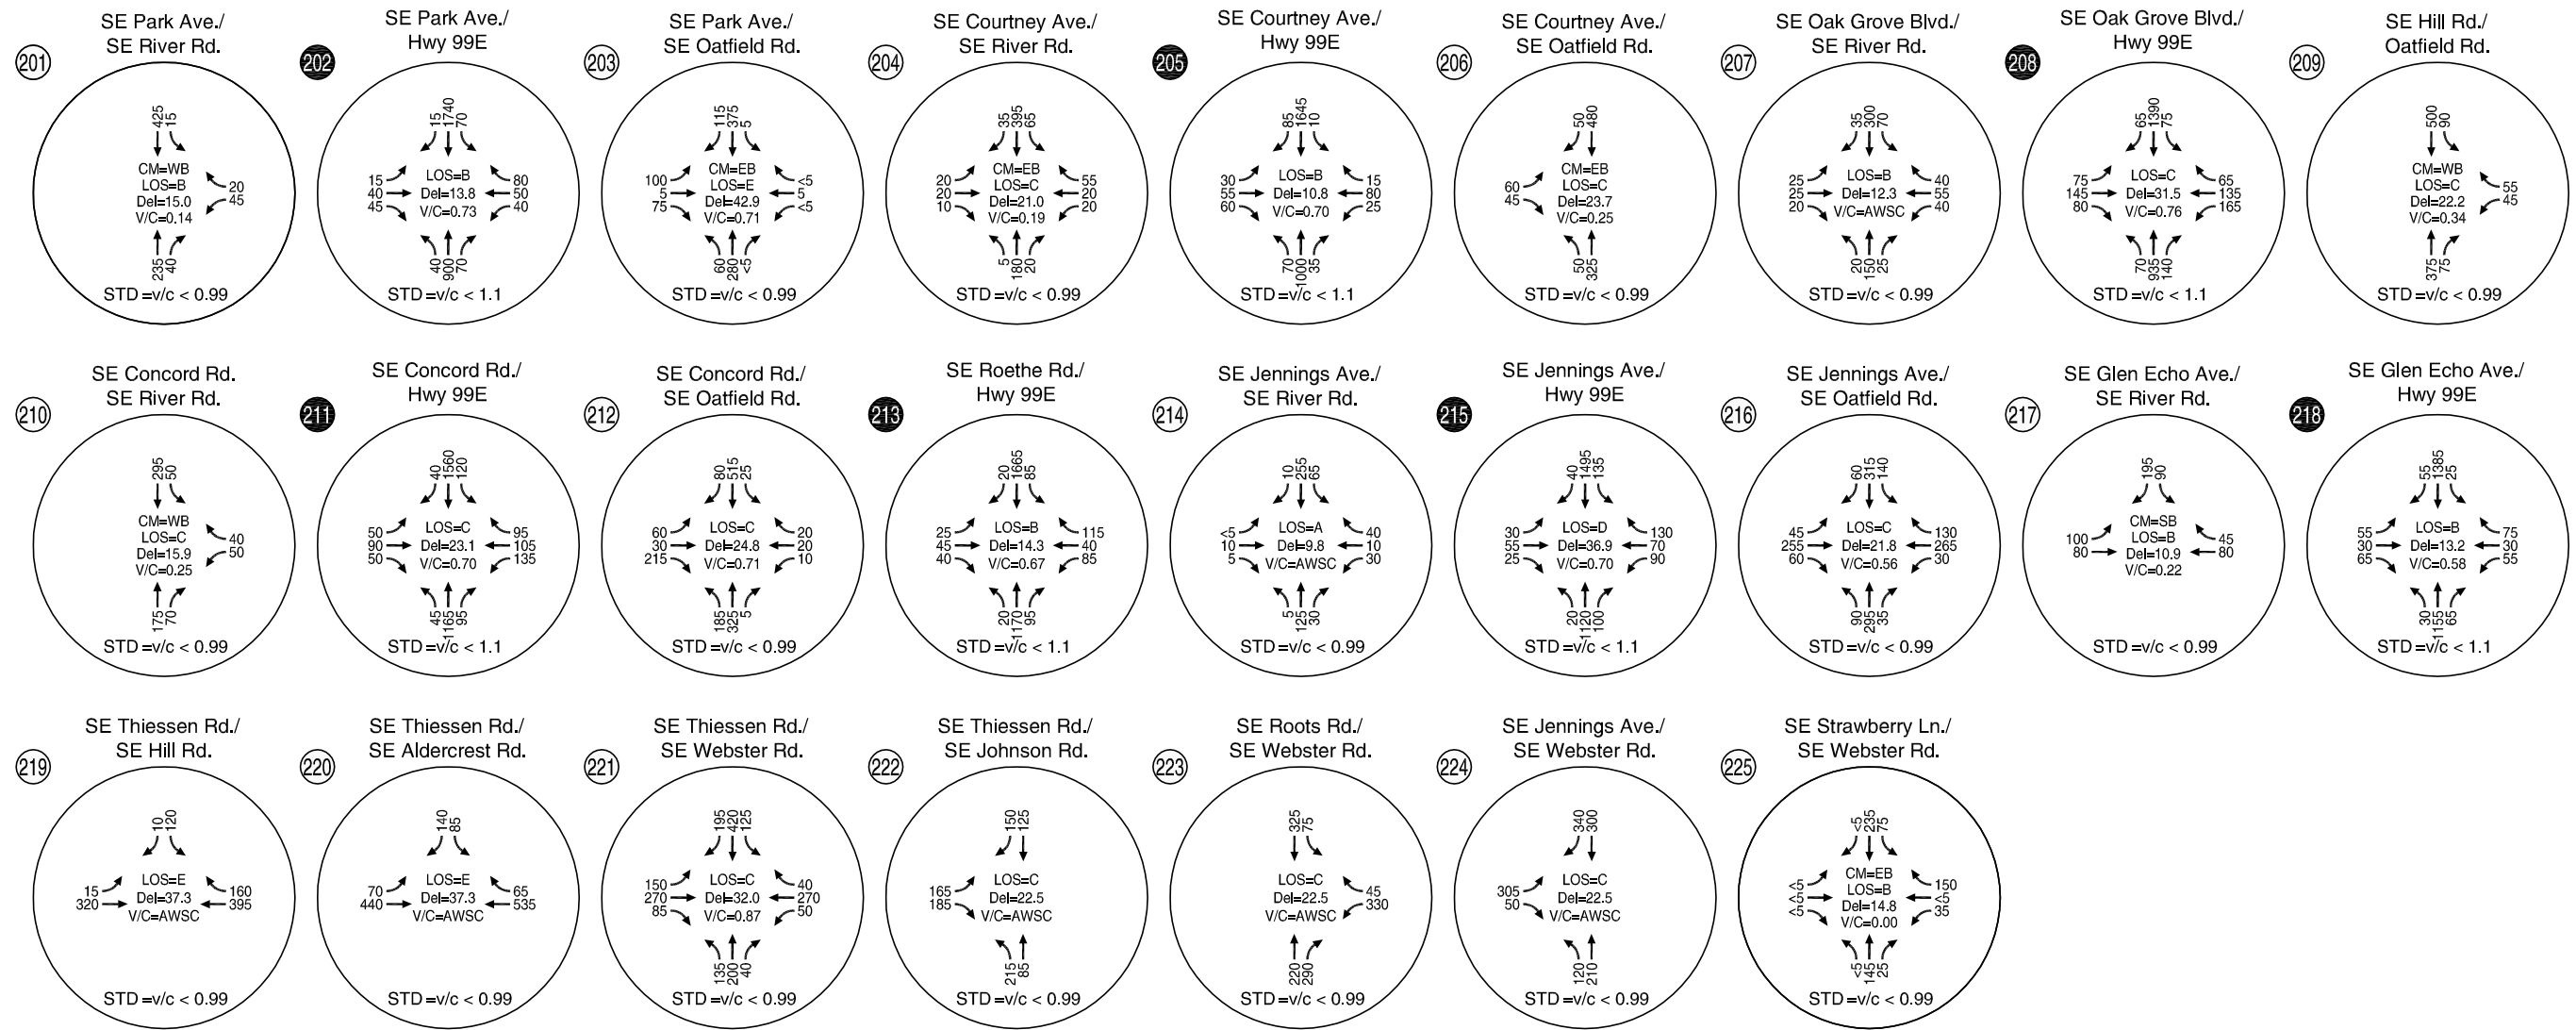 SE Park Ave./
SE River Rd.
201
425
15
CM=WB
LOS=B
Del=15.0
V/C=0.14
20
45
235
40
STD =v/c < 0.99
SE Park Ave./
Hwy 99E
202
15
1740
70
15
40
45
LOS=B
Del=13.8
V/C=0.73
80
50
40
40
900
70
STD =v/c < 1.1
SE Park Ave./
SE Oatfield Rd.
203
115
375
5
100
5
75
CM=EB
LOS=E
Del=42.9
V/C=0.71
<5
5
<5
60
280
<5
STD =v/c < 0.99
SE Courtney Ave./
SE River Rd.
204
35
395
65
20
20
10
CM=EB
LOS=C
Del=21.0
V/C=0.19
55
20
20
5
180
20
STD =v/c < 0.99
SE Courtney Ave./
Hwy 99E
205
85
1645
10
30
55
60
LOS=B
Del=10.8
V/C=0.70
15
80
25
70
1000
35
STD =v/c < 1.1
SE Courtney Ave./
SE Oatfield Rd.
206
50
480
60
45
CM=EB
LOS=C
Del=23.7
V/C=0.25
50
325
STD =v/c < 0.99
SE Oak Grove Blvd./
SE River Rd.
207
35
300
70
25
25
20
LOS=B
Del=12.3
V/C=AWSC
40
55
40
20
150
25
STD =v/c < 0.99
SE Oak Grove Blvd./
Hwy 99E
208
65
1390
75
75
145
80
LOS=C
Del=31.5
V/C=0.76
65
135
165
70
935
140
STD =v/c < 1.1
SE Hill Rd./
Oatfield Rd.
209
500
90
CM=WB
LOS=C
Del=22.2
V/C=0.34
55
45
375
75
STD =v/c < 0.99
SE Concord Rd.
SE River Rd.
210
295
50
CM=WB
LOS=C
Del=15.9
V/C=0.25
40
50
175
70
STD =v/c < 0.99
SE Concord Rd./
Hwy 99E
211
40
1560
120
50
90
50
LOS=C
Del=23.1
V/C=0.70
95
105
135
45
1165
95
STD =v/c < 1.1
SE Concord Rd./
SE Oatfield Rd.
212
80
515
25
60
30
215
LOS=C
Del=24.8
V/C=0.71
20
20
10
185
325
5
STD =v/c < 0.99
SE Roethe Rd./
Hwy 99E
213
20
1665
85
25
45
40
LOS=B
Del=14.3
V/C=0.67
115
40
85
20
1170
95
STD =v/c < 1.1
SE Jennings Ave./
SE River Rd.
214
10
255
65
<5
10
5
LOS=A
Del=9.8
V/C=AWSC
40
10
30
5
125
30
STD =v/c < 0.99
SE Jennings Ave./
Hwy 99E
215
40
1495
135
30
55
25
LOS=D
Del=36.9
V/C=0.70
130
70
90
20
1120
100
STD =v/c < 1.1
SE Jennings Ave./
SE Oatfield Rd.
216
60
315
140
45
255
60
LOS=C
Del=21.8
V/C=0.56
130
265
30
90
295
35
STD =v/c < 0.99
SE Glen Echo Ave./
SE River Rd.
217
195
90
100
80
CM=SB
LOS=B
Del=10.9
V/C=0.22
45
80
STD =v/c < 0.99
SE Glen Echo Ave./
Hwy 99E
218
55
1385
25
55
30
65
LOS=B
Del=13.2
V/C=0.58
75
30
55
30
1155
65
STD =v/c < 1.1
SE Thiessen Rd./
SE Hill Rd.
219
10
120
15
320
LOS=E
Del=37.3
V/C=AWSC
160
395
STD =v/c < 0.99
SE Thiessen Rd./
SE Aldercrest Rd.
220
140
85
70
440
LOS=E
Del=37.3
V/C=AWSC
65
535
STD =v/c < 0.99
SE Thiessen Rd./
SE Webster Rd.
221
195
420
125
150
270
85
LOS=C
Del=32.0
V/C=0.87
40
270
50
135
200
40
STD =v/c < 0.99
SE Thiessen Rd./
SE Johnson Rd.
222
150
125
165
185
LOS=C
Del=22.5
V/C=AWSC
215
85
STD =v/c < 0.99
SE Roots Rd./
SE Webster Rd.
223
325
75
LOS=C
Del=22.5
V/C=AWSC
45
330
220
290
STD =v/c < 0.99
SE Jennings Ave./
SE Webster Rd.
224
340
300
305
50
LOS=C
Del=22.5
V/C=AWSC
120
210
STD =v/c < 0.99
SE Strawberry Ln./
SE Webster Rd.
225
<5
235
75
<5
<5
<5
CM=EB
LOS=B
Del=14.8
V/C=0.00
150
<5
35
<5
145
25
STD =v/c < 0.99